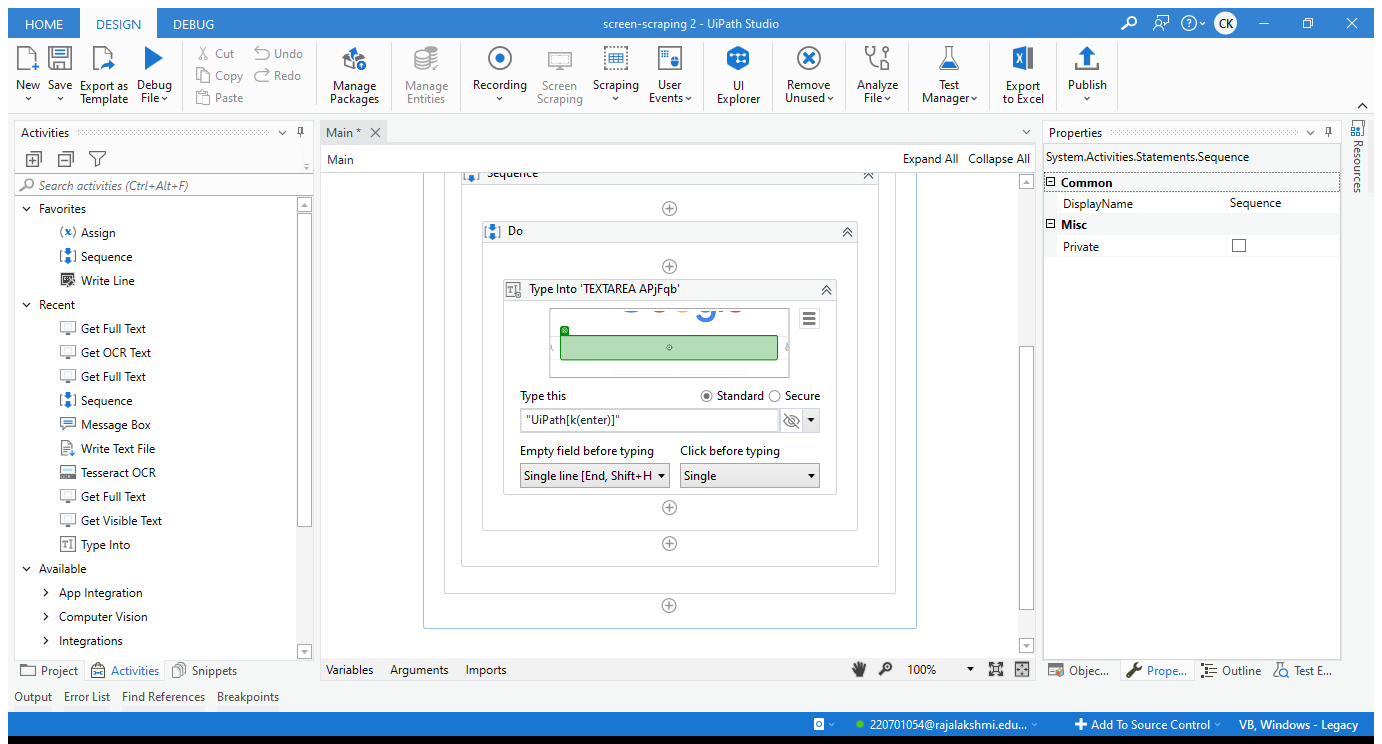 HOME DESIGN DEBUG screen-scraping 2 - UiPath Studio CK
New Save Export as Template Debug File Cut Copy Paste Undo Redo Manage Packages Manage Entities Recording Screen Scraping Scraping User Events UI Explorer Remove Unused Analyze File Test Manager Export to Excel Publish
Activities
Search activities (Ctrl+Alt+F)
Favorites
Assign
Sequence
Write Line
Recent
Get Full Text
Get OCR Text
Get Full Text
Sequence
Message Box
Write Text File
Tesseract OCR
Get Full Text
Get Visible Text
Type Into
Available
App Integration
Computer Vision
Integrations
Project Activities Snippets
Main *
Main Expand All Collapse All
Sequence
Do
Type Into 'TEXTAREA APjFqb'
Type this Standard Secure
"UiPath[k(enter)]"
Empty field before typing Click before typing
Single line [End, Shift+H Single
Variables Arguments Imports 100%
Properties
System.Activities.Statements.Sequence
Common
DisplayName Sequence
Misc
Private
Resources
Objec... Prope... Outline Test E...
Output Error List Find References Breakpoints
220701054@rajalakshmi.edu... Add To Source Control VB, Windows - Legacy